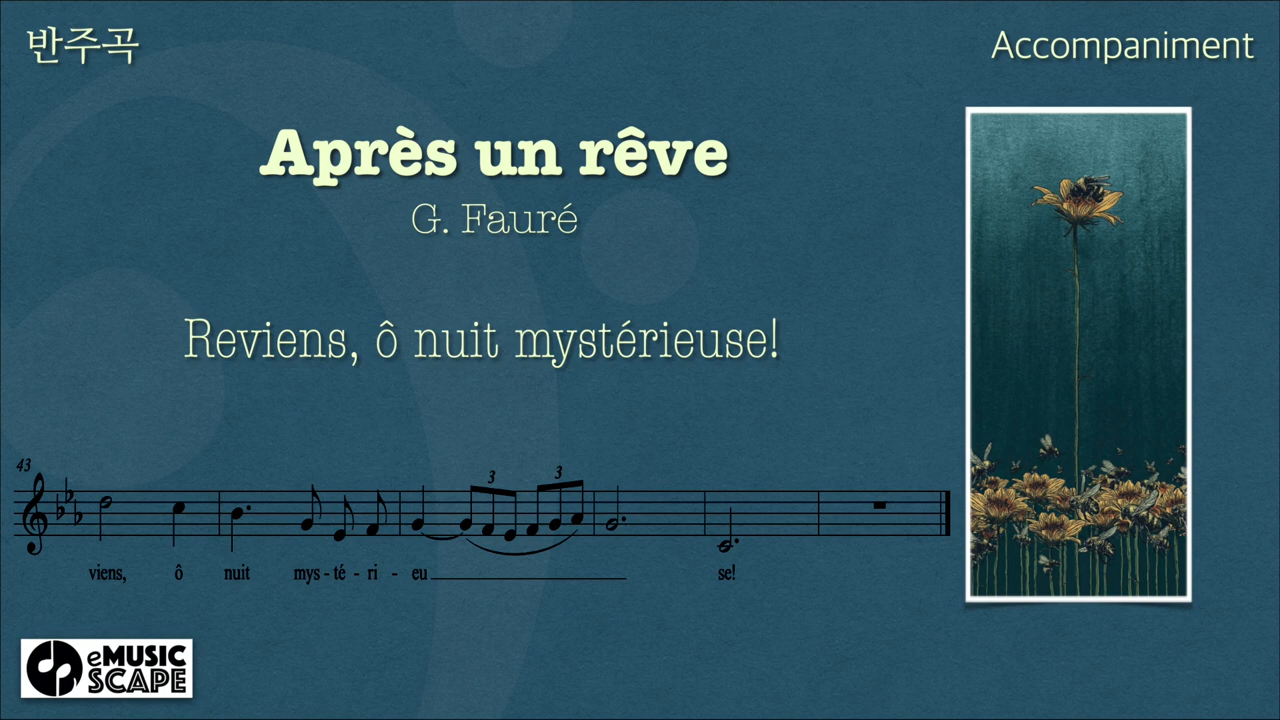 반주곡
Accompaniment
Après un rêve
G. Fauré
Reviens, ô nuit mystérieuse!
43
3 3
viens, ô nuit mys - té - ri - eu se!
eMUSIC
SCAPE